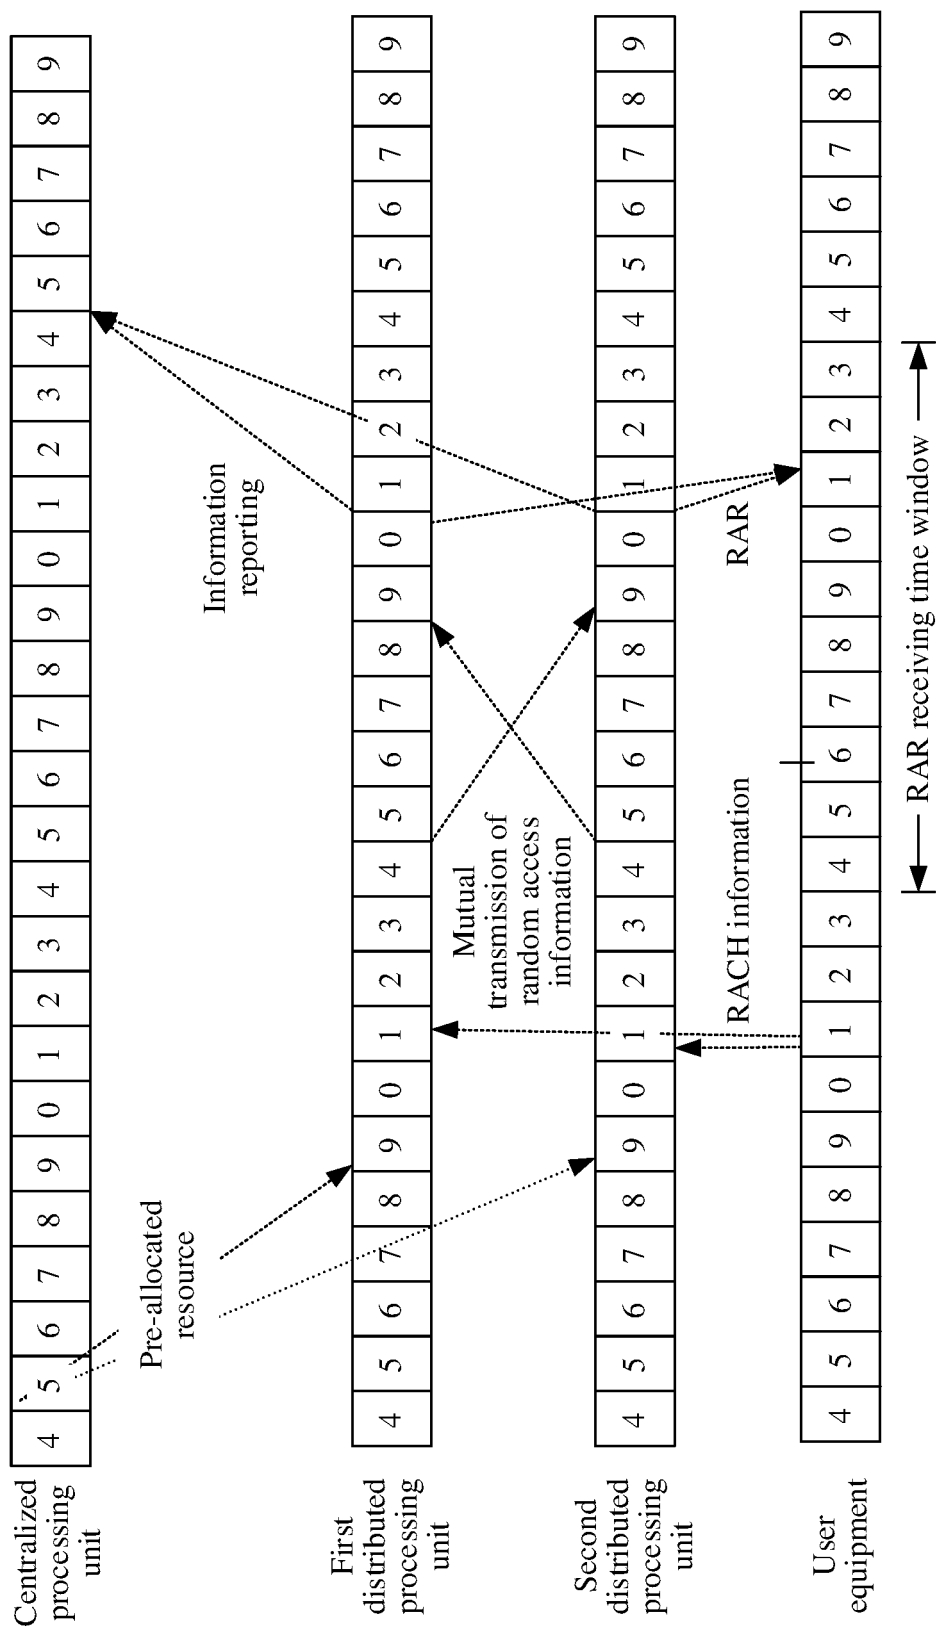 Centralized
processing
unit
4 5 6 7 8 9 0 1 2 3 4 5 6 7 8 9 0 1 2 3 4 5 6 7 8 9
Pre-allocated
resource
Information
reporting
First
distributed
processing
unit
4 5 6 7 8 9 0 1 2 3 4 5 6 7 8 9 0 1 2 3 4 5 6 7 8 9
Mutual
transmission of
random access
information
Second
distributed
processing
unit
4 5 6 7 8 9 0 1 2 3 4 5 6 7 8 9 0 1 2 3 4 5 6 7 8 9
RACH information
RAR
User
equipment
4 5 6 7 8 9 0 1 2 3 4 5 6 7 8 9 0 1 2 3 4 5 6 7 8 9
RAR receiving time window